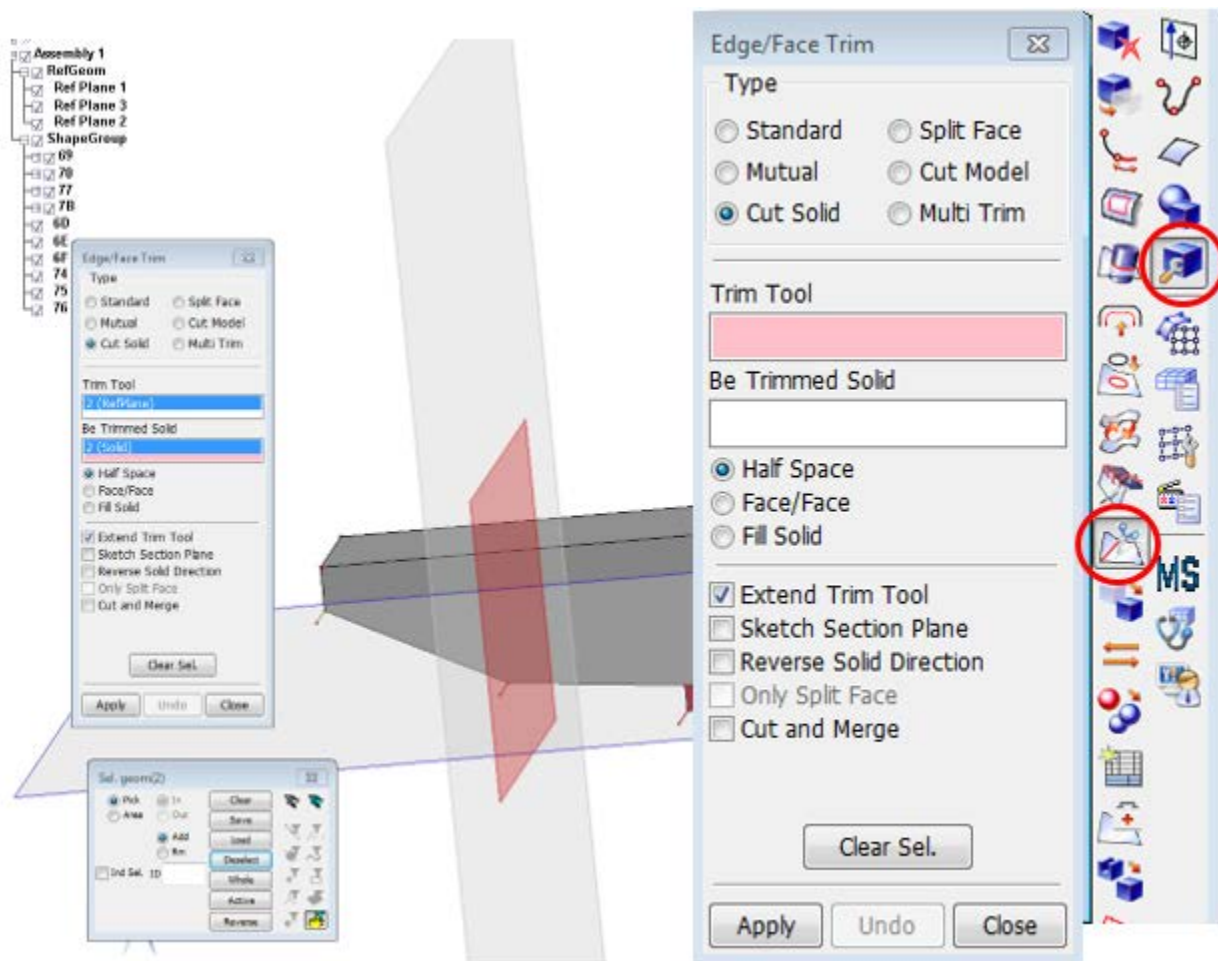 Assembly 1
RefGeom
Ref Plane 1
Ref Plane 3
Ref Plane 2
ShapeGroup
69
70
77
7B
6D
6E
6F
74
75
76
Edge/Face Trim
Type
Standard Split Face
Mutual Cut Model
Cut Solid Multi Trim
Trim Tool
2 (RefPlane)
Be Trimmed Solid
2 (Solid)
Half Space
Face/Face
Fill Solid
Extend Trim Tool
Sketch Section Plane
Reverse Solid Direction
Only Split Face
Cut and Merge
Clear Sel.
Apply Undo Close
Sel. geom(2)
Pick In Clear
Area Out Save
Add Load
Rm Deselect
Ind Sel. ID Whole
Active
Reverse
Edge/Face Trim
Type
Standard Split Face
Mutual Cut Model
Cut Solid Multi Trim
Trim Tool
Be Trimmed Solid
Half Space
Face/Face
Fill Solid
Extend Trim Tool
Sketch Section Plane
Reverse Solid Direction
Only Split Face
Cut and Merge
Clear Sel.
Apply Undo Close
MS